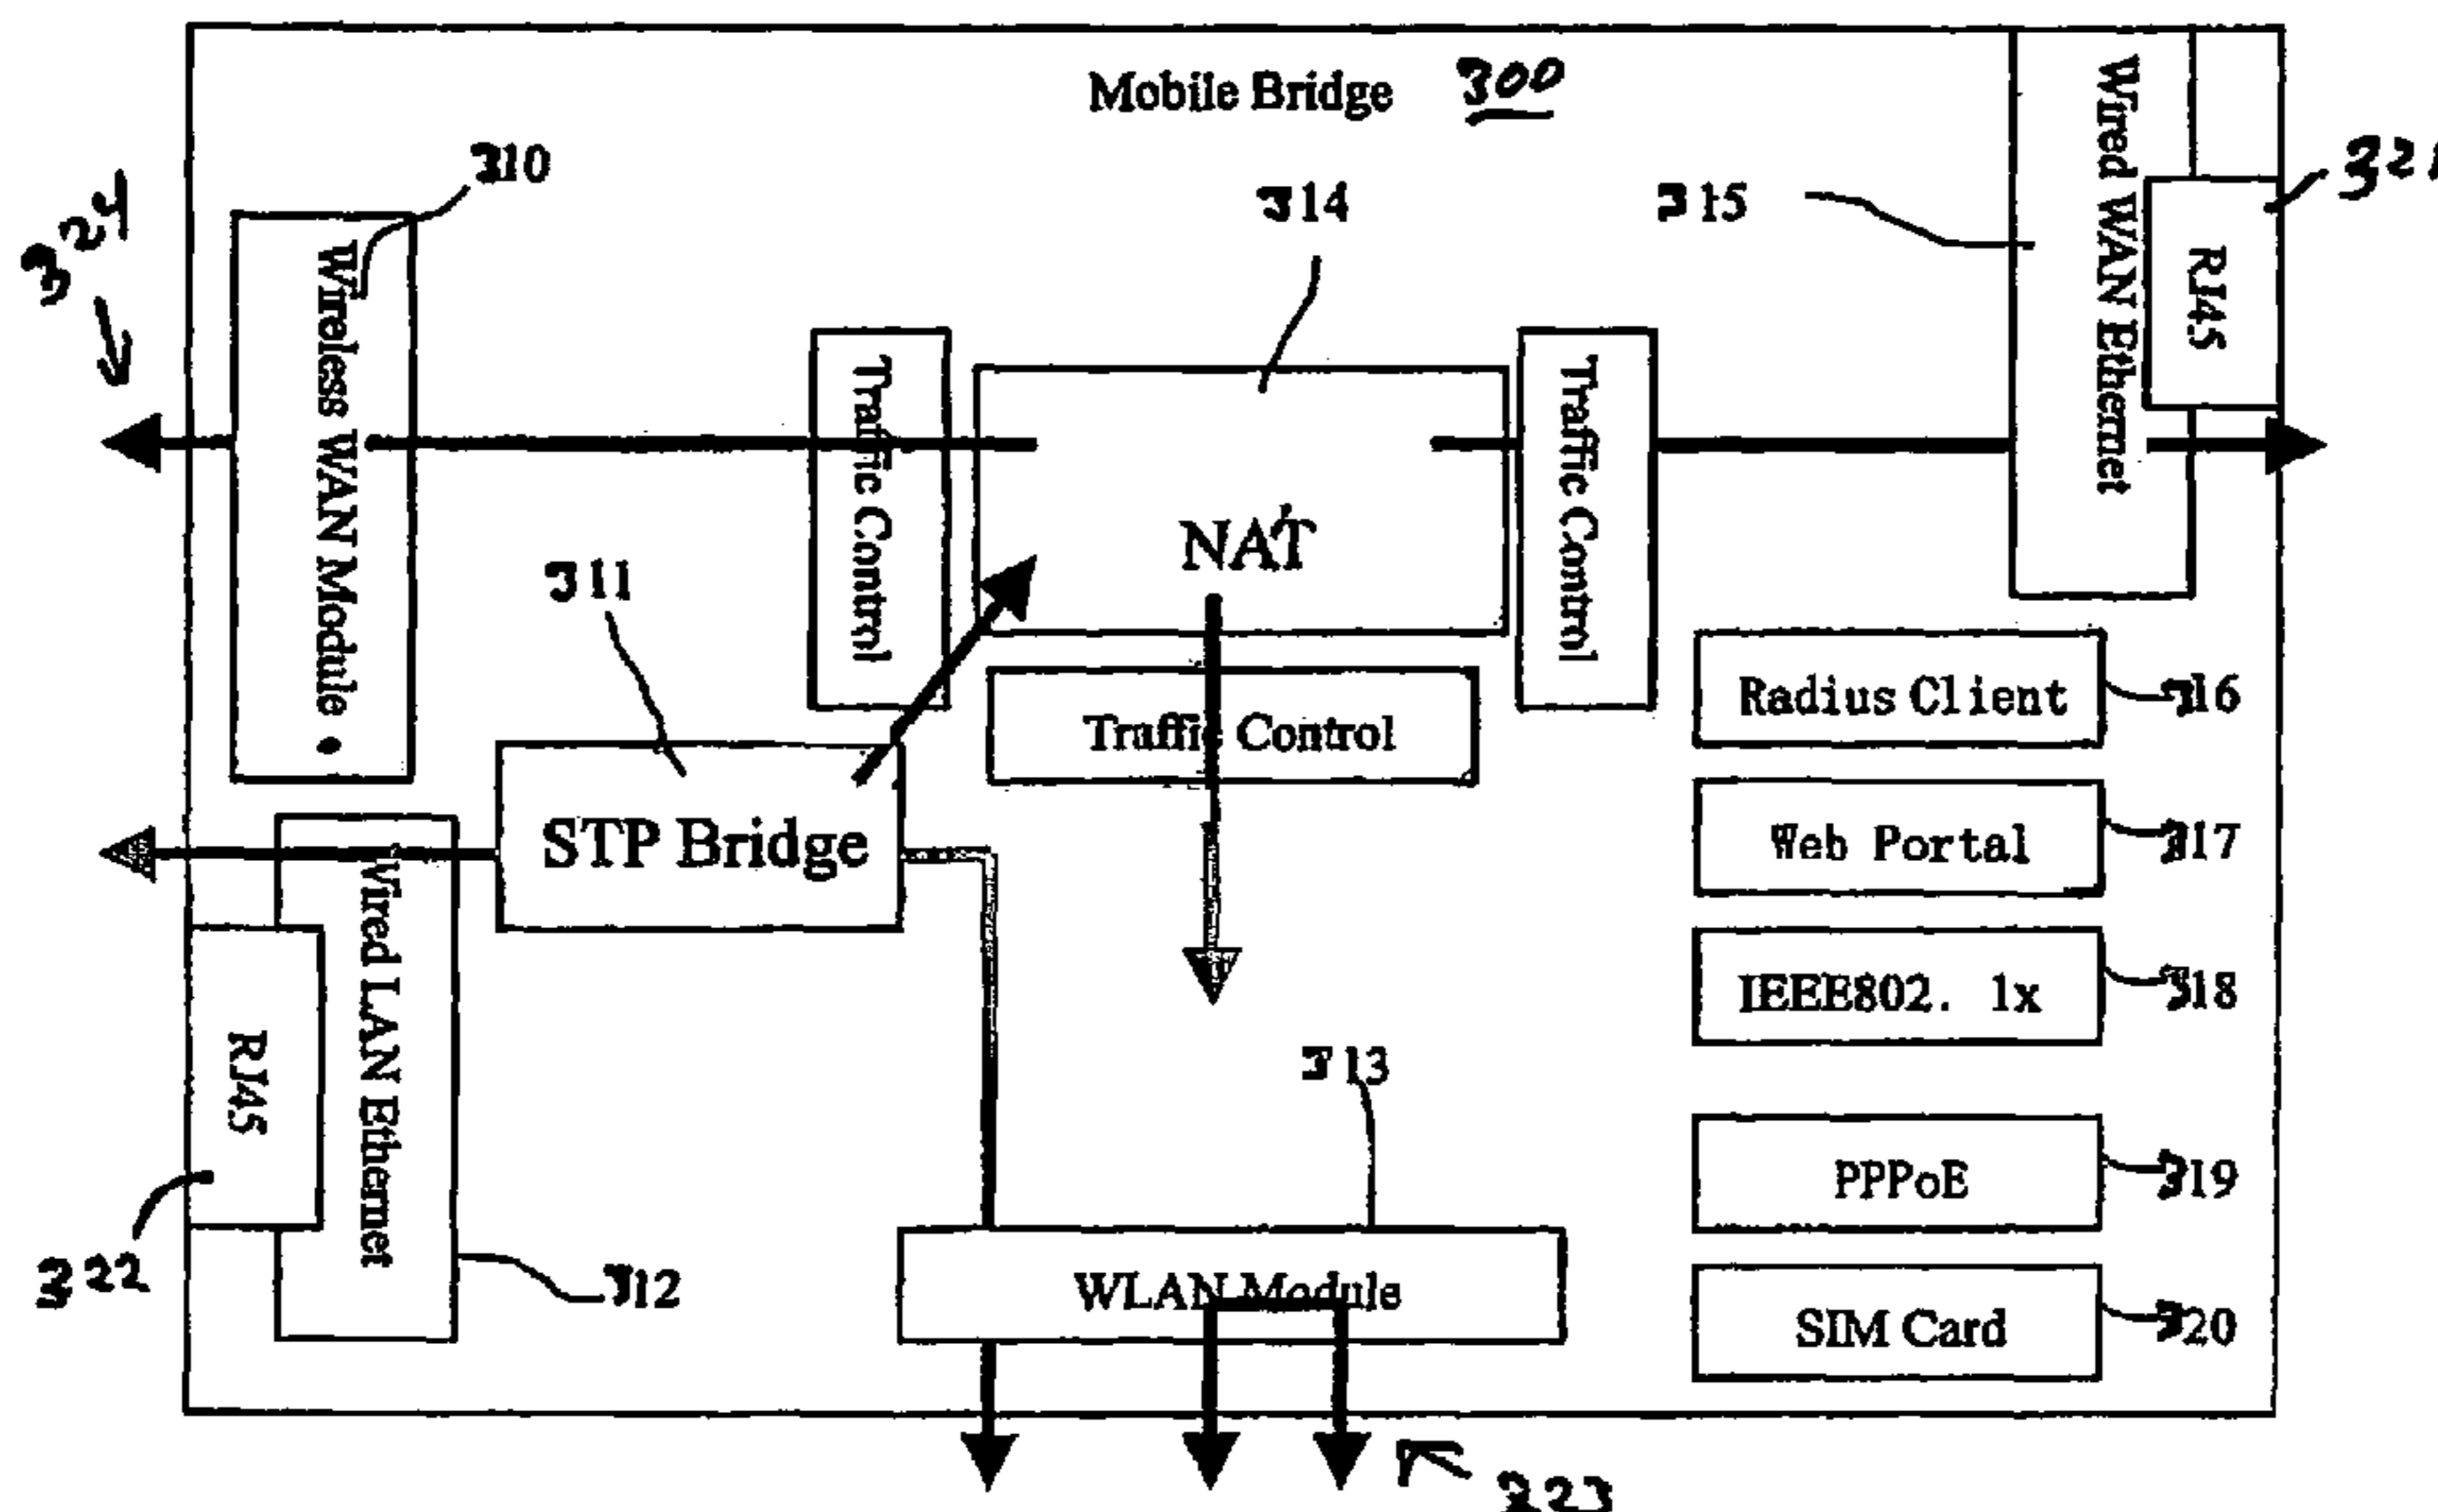 Mobile Bridge 300
310
324
314
315
Wireless WAN Module
Traffic Control
NAT
Traffic Control
Wired WAN Ethernet
RJ45
311
Traffic Control
STP Bridge
Radius Client 316
Web Portal 317
IEEE802. 1x 318
PPPoE 319
SIM Card 320
Wired LAN Ethernet
RJ45
313
322
312
WLAN Module
323